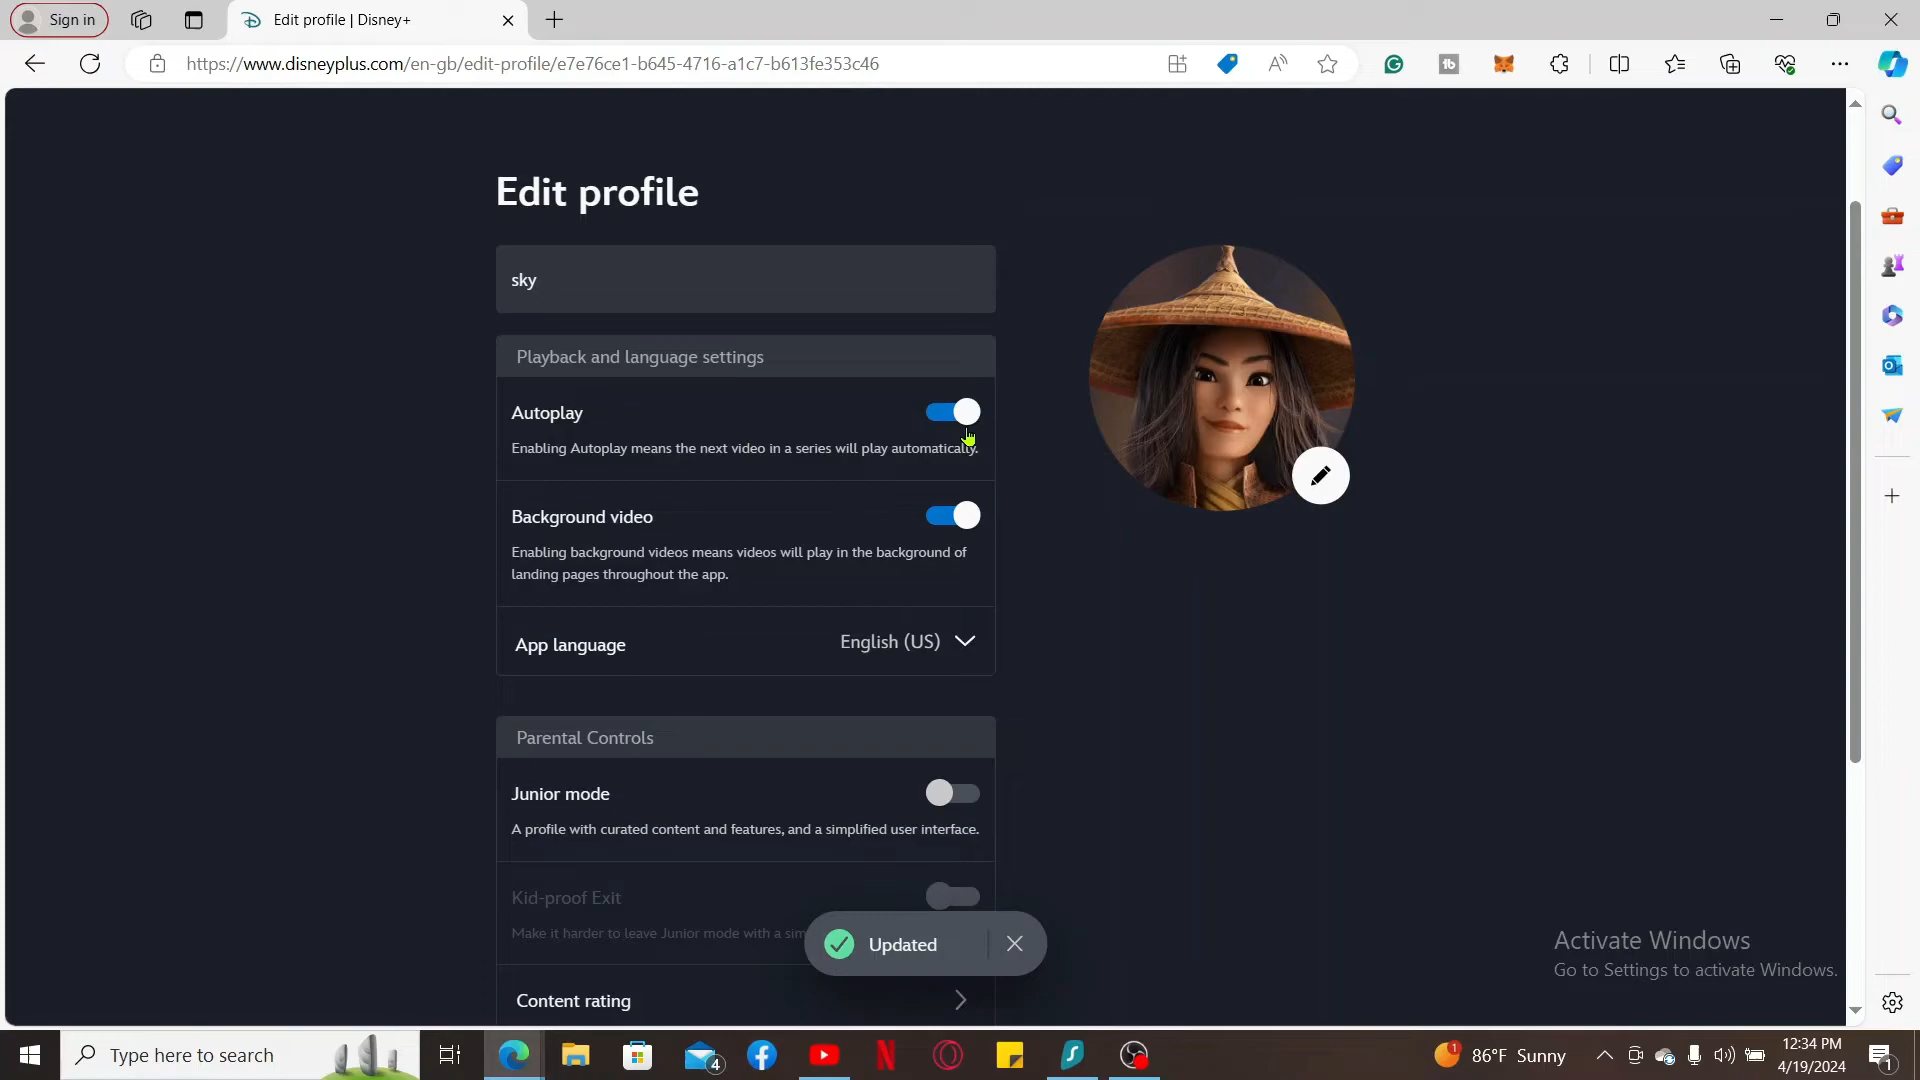 Sign in
Edit profile | Disney+
https://www.disneyplus.com/en-gb/edit-profile/e7e76ce1-b645-4716-a1c7-b613fe353c46
Edit profile
sky
Playback and language settings
Autoplay
Enabling Autoplay means the next video in a series will play automatically.
Background video
Enabling background videos means videos will play in the background of
landing pages throughout the app.
App language English (US)
Parental Controls
Junior mode
A profile with curated content and features, and a simplified user interface.
Kid-proof Exit
Make it harder to leave Junior mode with a sim
Updated
Content rating
Activate Windows
Go to Settings to activate Windows.
Type here to search
4
1
86°F Sunny
12:34 PM
4/19/2024
1